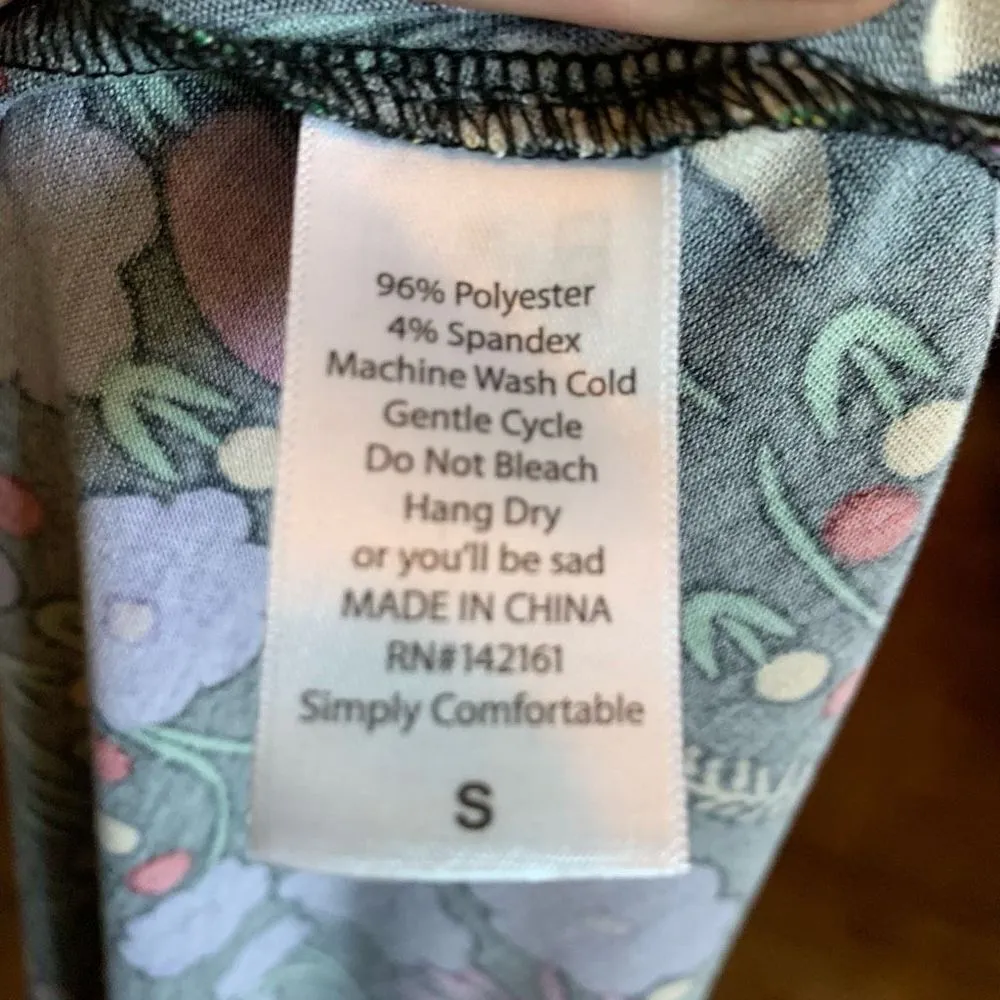 96% Polyester
4% Spandex
Machine Wash Cold
Gentle Cycle
Do Not Bleach
Hang Dry
or you'll be sad
MADE IN CHINA
RN#142161
Simply Comfortable
S